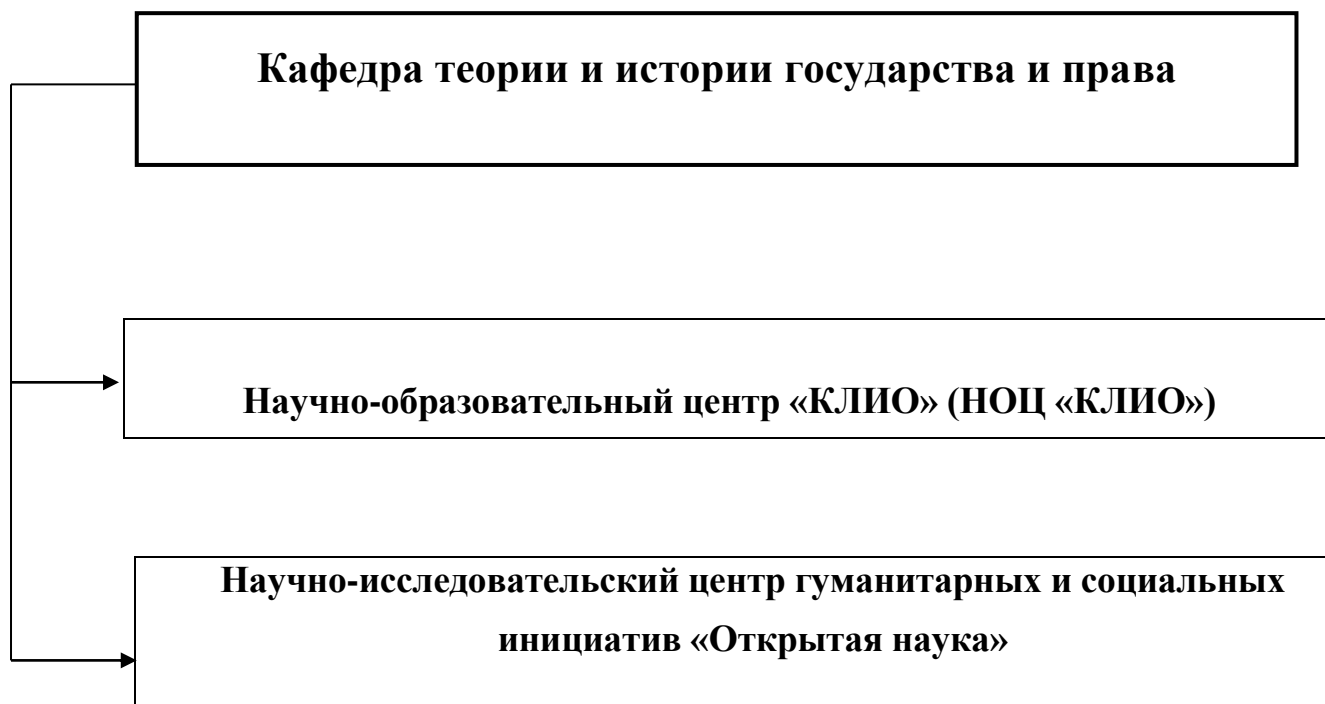 Кафедра теории и истории государства и права
Научно-образовательный центр «КЛИО» (НОЦ «КЛИО»)
Научно-исследовательский центр гуманитарных и социальных
инициатив «Открытая наука»